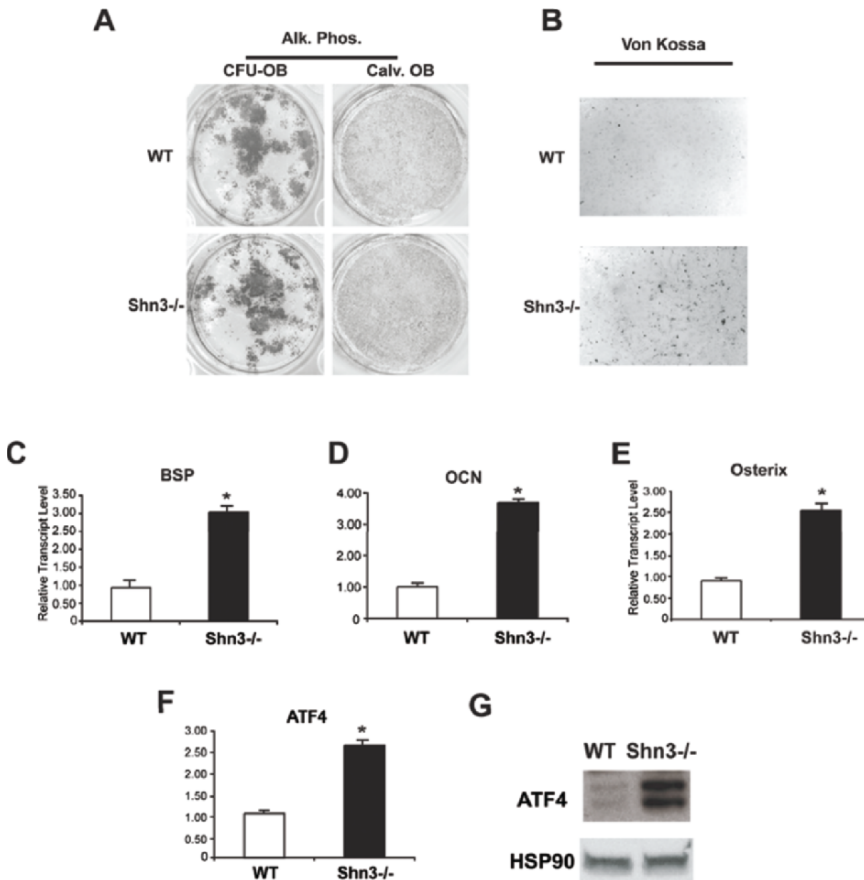 A
Alk. Phos.
CFU-OB Calv. OB
WT
Shn3-/-
B
Von Kossa
WT
Shn3-/-
C
BSP
Relative Transcript Level
3.50
3.00
2.50
2.00
1.50
1.00
0.50
0
*
WT Shn3-/-
D
OCN
4.00
3.00
2.00
1.00
0
*
WT Shn3-/-
E
Osterix
Relative Transcript Level
3.00
2.50
1.50
1.00
0.50
0
*
WT Shn3-/-
F
ATF4
3.00
2.50
2.00
1.50
1.00
0.50
0
*
WT Shn3-/-
G
WT Shn3-/-
ATF4
HSP90